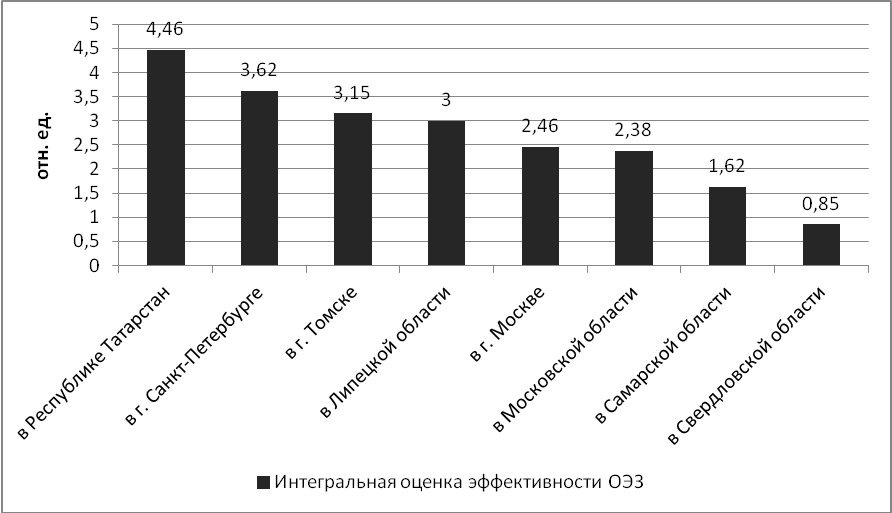 отн. ед.
5
4,5
4
3,5
3
2,5
2
1,5
1
0,5
0
4,46
3,62
3,15
3
2,46
2,38
1,62
0,85
в Республике Татарстан
в г. Санкт-Петербурге
в г. Томске
в Липецкой области
в г. Москве
в Московской области
в Самарской области
в Свердловской области
Интегральная оценка эффективности ОЭЗ